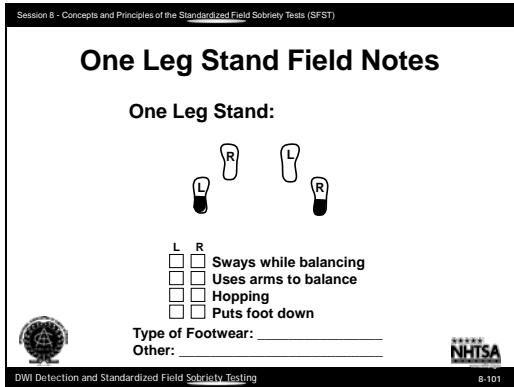 Session 8 - Concepts and Principles of the Standardized Field Sobriety Tests (SFST)
One Leg Stand Field Notes
One Leg Stand:
R L
L R
L R
Sways while balancing
Uses arms to balance
Hopping
Puts foot down
Type of Footwear: ________________
Other: __________________________
NHTSA
DWI Detection and Standardized Field Sobriety Testing 8-101